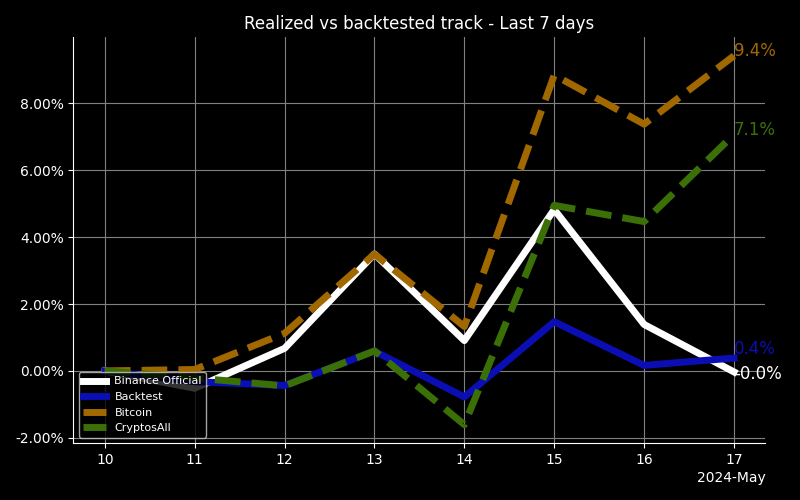 Realized vs backtested track - Last 7 days
9.4%
8.00%
7.1%
6.00%
4.00%
2.00%
0.4%
0.00%
-0.0%
Binance Official
Backtest
Bitcoin
CryptosAll
-2.00%
10 11 12 13 14 15 16 17
2024-May